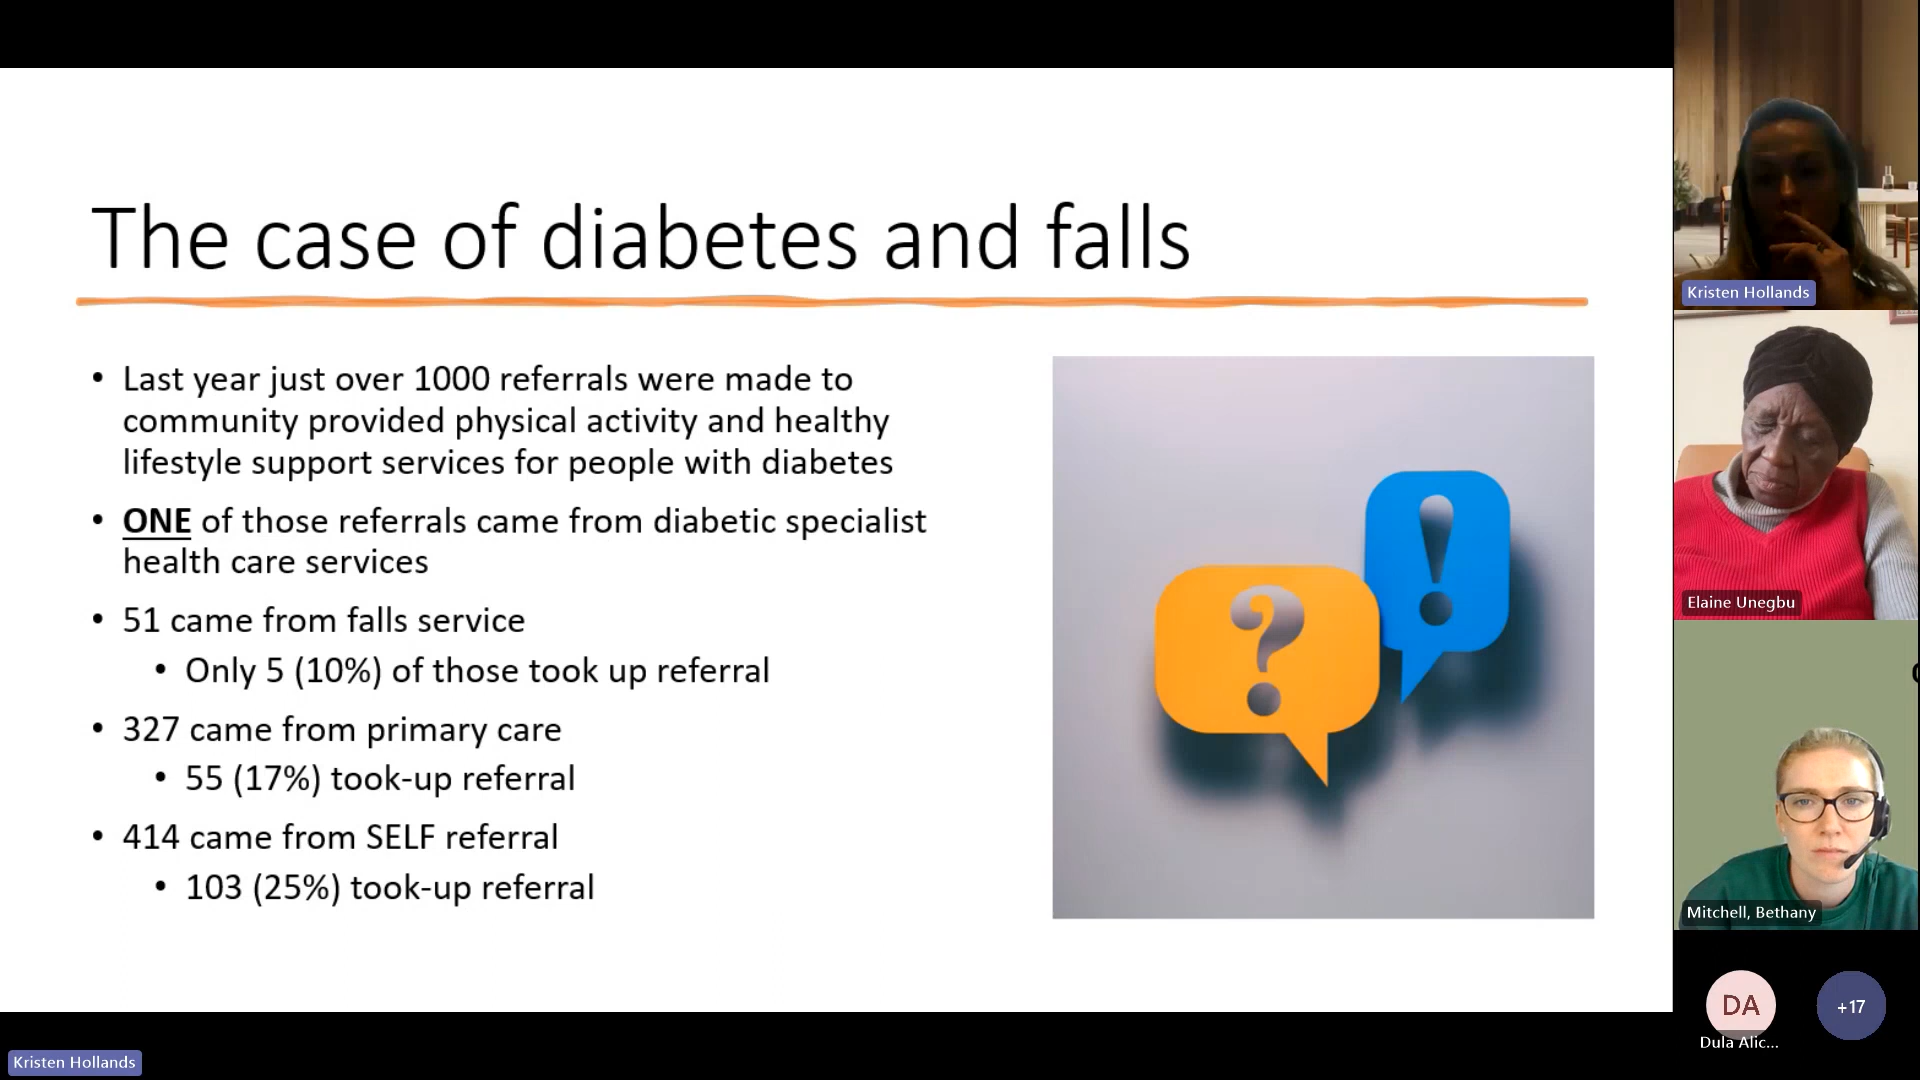 The case of diabetes and falls
• Last year just over 1000 referrals were made to
community provided physical activity and healthy
lifestyle support services for people with diabetes
• ONE of those referrals came from diabetic specialist
health care services
• 51 came from falls service
• Only 5 (10%) of those took up referral
• 327 came from primary care
• 55 (17%) took-up referral
• 414 came from SELF referral
• 103 (25%) took-up referral
?
!
Kristen Hollands
Elaine Unegbu
Mitchell, Bethany
DA
+17
Dula Alic...
Kristen Hollands